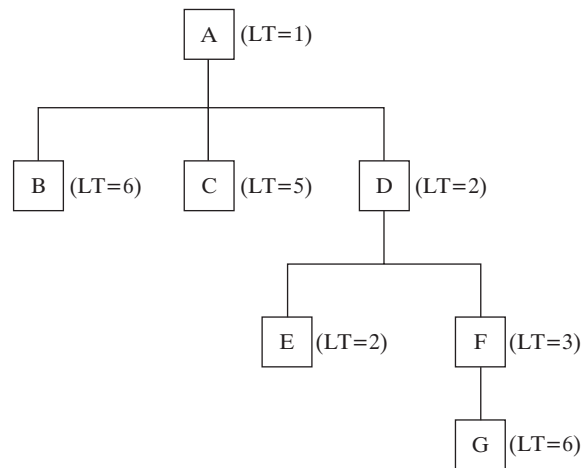 A (LT=1)
B (LT=6) C (LT=5) D (LT=2)
E (LT=2) F (LT=3)
G (LT=6)